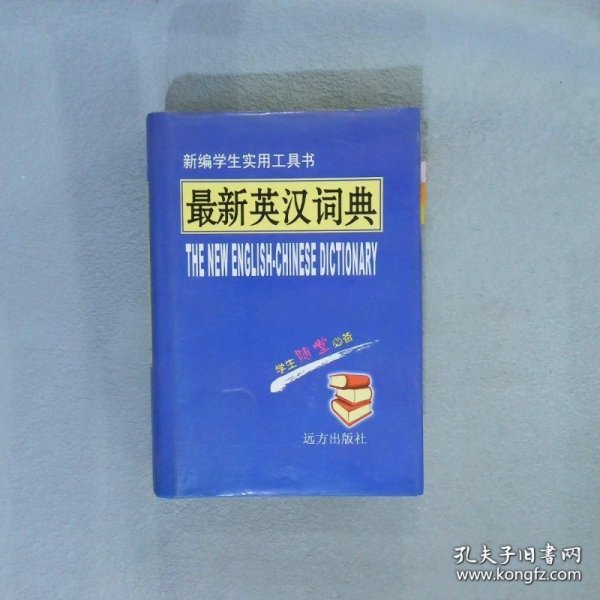 新编学生实用工具书
最新英汉词典
THE NEW ENGLISH-CHINESE DICTIONARY
学生随堂必备
远方出版社
孔夫子旧书网
www.kongfz.com